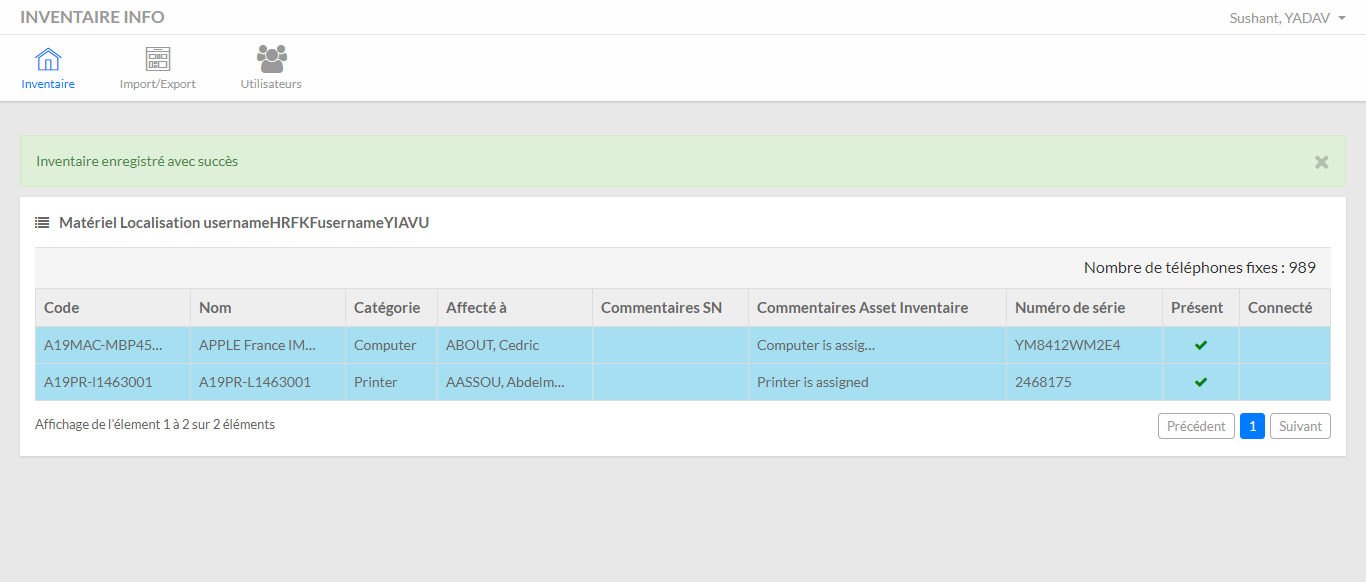 INVENTAIRE INFO
Sushant, YADAV
Inventaire
Import/Export
Utilisateurs
Inventaire enregistré avec succès
Matériel Localisation usernameHRFKFusernameYIAVU
Nombre de téléphones fixes : 989
Code Nom Catégorie Affecté à Commentaires SN Commentaires Asset Inventaire Numéro de série Présent Connecté
A19MAC-MBP45... APPLE France IM... Computer ABOUT, Cedric Computer is assig... YM8412WM2E4
A19PR-I1463001 A19PR-L1463001 Printer AASSOU, Abdelm... Printer is assigned 2468175
Affichage de l'élement 1 à 2 sur 2 éléments
Précédent 1 Suivant